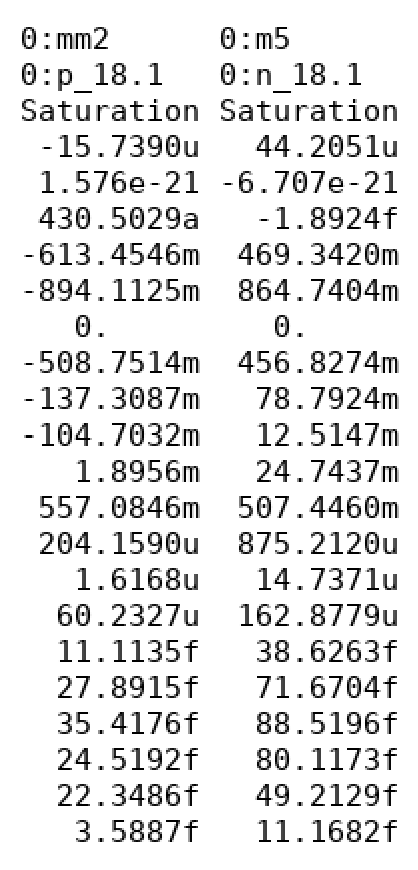 0:mm2 0:m5
0:p_18.1 0:n_18.1
Saturation Saturation
-15.7390u 44.2051u
1.576e-21 -6.707e-21
430.5029a -1.8924f
-613.4546m 469.3420m
-894.1125m 864.7404m
0. 0.
-508.7514m 456.8274m
-137.3087m 78.7924m
-104.7032m 12.5147m
1.8956m 24.7437m
557.0846m 507.4460m
204.1590u 875.2120u
1.6168u 14.7371u
60.2327u 162.8779u
11.1135f 38.6263f
27.8915f 71.6704f
35.4176f 88.5196f
24.5192f 80.1173f
22.3486f 49.2129f
3.5887f 11.1682f